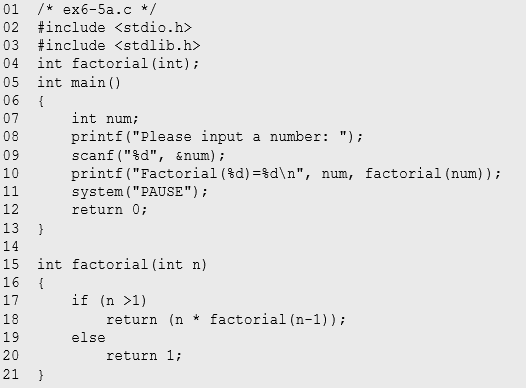 01 /* ex6-5a.c */
02 #include <stdio.h>
03 #include <stdlib.h>
04 int factorial(int);
05 int main()
06 {
07     int num;
08     printf("Please input a number: ");
09     scanf("%d", &num);
10     printf("Factorial(%d)=%d\n", num, factorial(num));
11     system("PAUSE");
12     return 0;
13 }
14
15 int factorial(int n)
16 {
17     if (n >1)
18         return (n * factorial(n-1));
19     else
20         return 1;
21 }